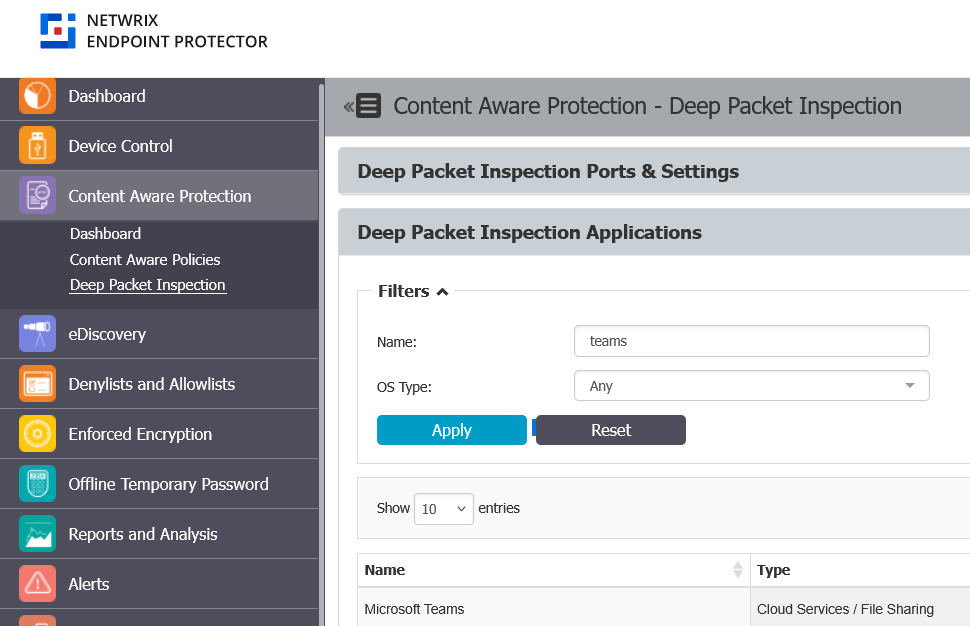 NETWRIX
ENDPOINT PROTECTOR
Dashboard
Device Control
Content Aware Protection
Dashboard
Content Aware Policies
Deep Packet Inspection
eDiscovery
Denylists and Allowlists
Enforced Encryption
Offline Temporary Password
Reports and Analysis
Alerts
Content Aware Protection - Deep Packet Inspection
Deep Packet Inspection Ports & Settings
Deep Packet Inspection Applications
Filters
Name: teams
OS Type: Any
Apply Reset
Show 10 entries
Name Type
Microsoft Teams Cloud Services / File Sharing